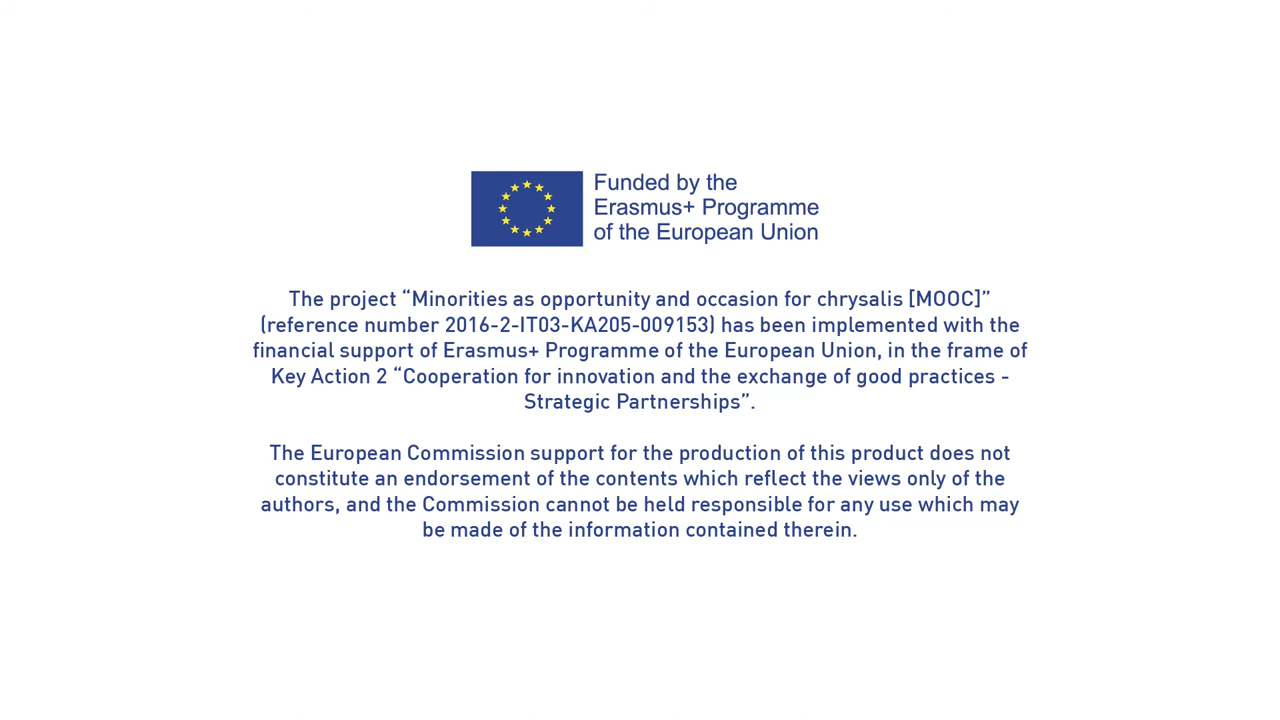 Funded by the
Erasmus+ Programme
of the European Union
The project “Minorities as opportunity and occasion for chrysalis [MOOC]”
(reference number 2016-2-IT03-KA205-009153) has been implemented with the
financial support of Erasmus+ Programme of the European Union, in the frame of
Key Action 2 “Cooperation for innovation and the exchange of good practices -
Strategic Partnerships”.
The European Commission support for the production of this product does not
constitute an endorsement of the contents which reflect the views only of the
authors, and the Commission cannot be held responsible for any use which may
be made of the information contained therein.